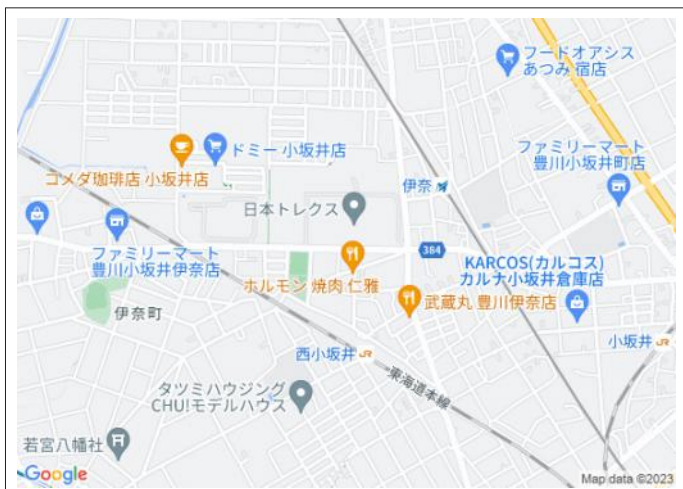 フードオアシス
あつみ 宿店
ドミー 小坂井店
コメダ珈琲店 小坂井店
ファミリーマート
豊川小坂井町店
伊奈
日本トレクス
384
ファミリーマート
豊川小坂井伊奈店
ホルモン 焼肉 仁雅
KARCOS(カルコス)
カルナ小坂井倉庫店
武蔵丸 豊川伊奈店
伊奈町
小坂井 JR
西小坂井 JR
東海道本線
タツミハウジング
CHU!モデルハウス
若宮八幡社
Google
Map data ©2023